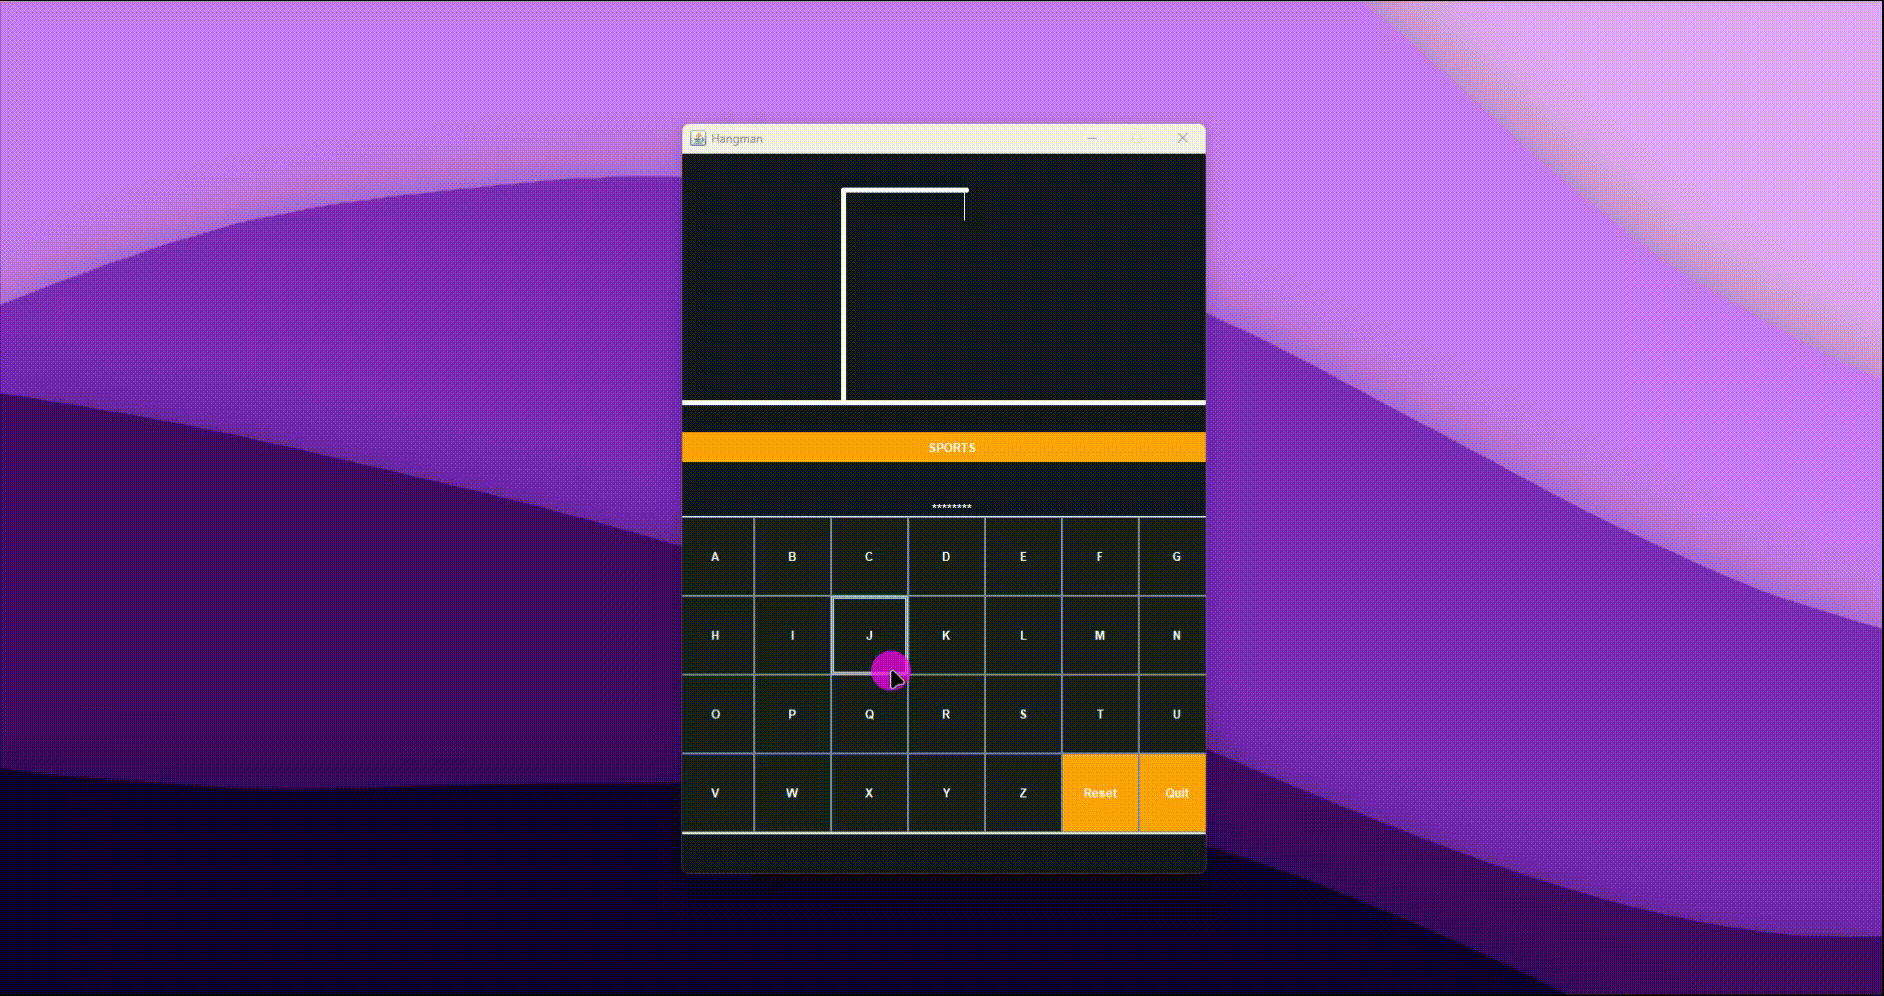 Hangman
SPORTS
********
A B C D E F G
H I J K L M N
O P Q R S T U
V W X Y Z Reset Quit